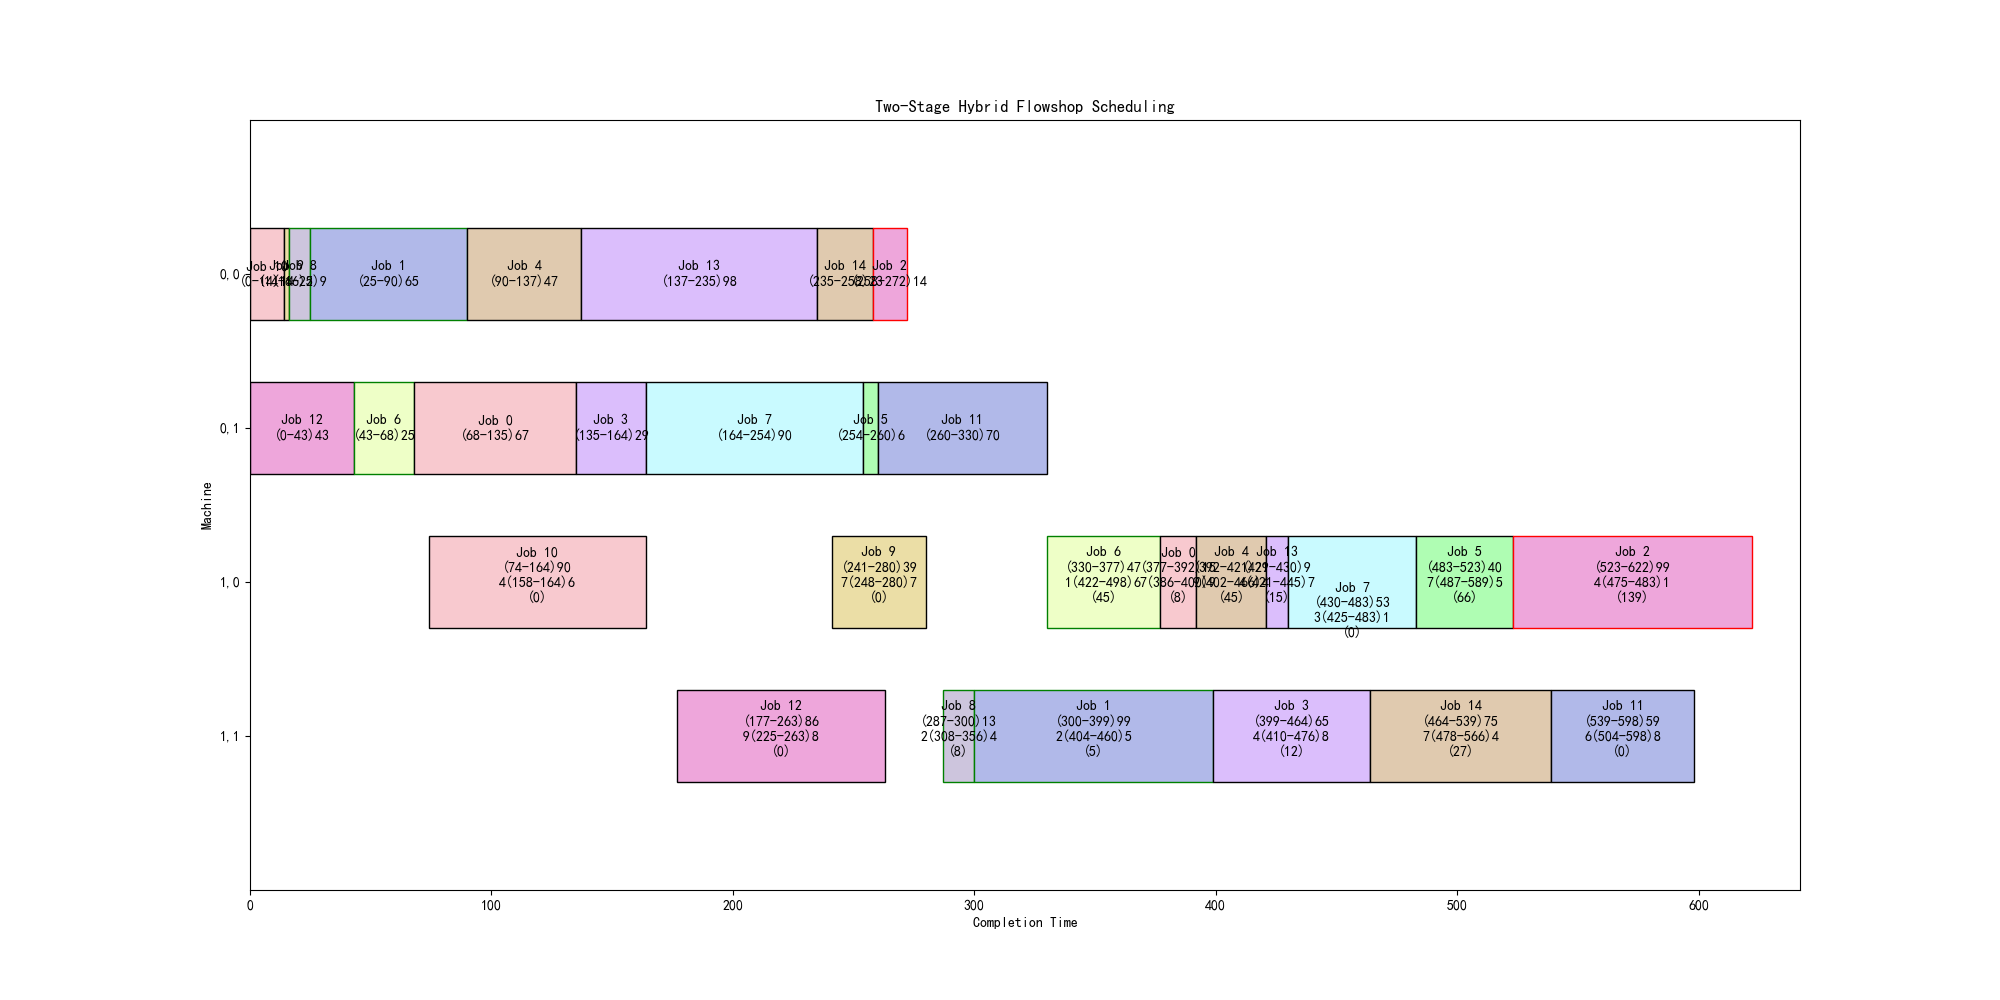 Two-Stage Hybrid Flowshop Scheduling
0,0
Job 8
Job 1
(25-90)65
Job 4
(90-137)47
Job 13
(137-235)98
Job 14
Job 2
(258-272)14
0,1
Job 12
(0-43)43
Job 6
(43-68)25
Job 0
(68-135)67
Job 3
(135-164)29
Job 7
(164-254)90
Job 5
(254-260)6
Job 11
(260-330)70
Machine
1,0
Job 10
(74-164)90
4(158-164)6
(0)
Job 9
(241-280)39
7(248-280)7
(0)
Job 6
(330-377)47
1(422-498)67
(45)
Job 0
(8)
Job 4
(45)
Job 13
(15)
Job 7
(430-483)53
3(425-483)1
(0)
Job 5
(483-523)40
7(487-589)5
(66)
Job 2
(523-622)99
4(475-483)1
(139)
1,1
Job 12
(177-263)86
9(225-263)8
(0)
Job 8
(287-300)13
2(308-356)4
(8)
Job 1
(300-399)99
2(404-460)5
(5)
Job 3
(399-464)65
4(410-476)8
(12)
Job 14
(464-539)75
7(478-566)4
(27)
Job 11
(539-598)59
6(504-598)8
(0)
0
100
200
300
400
500
600
Completion Time